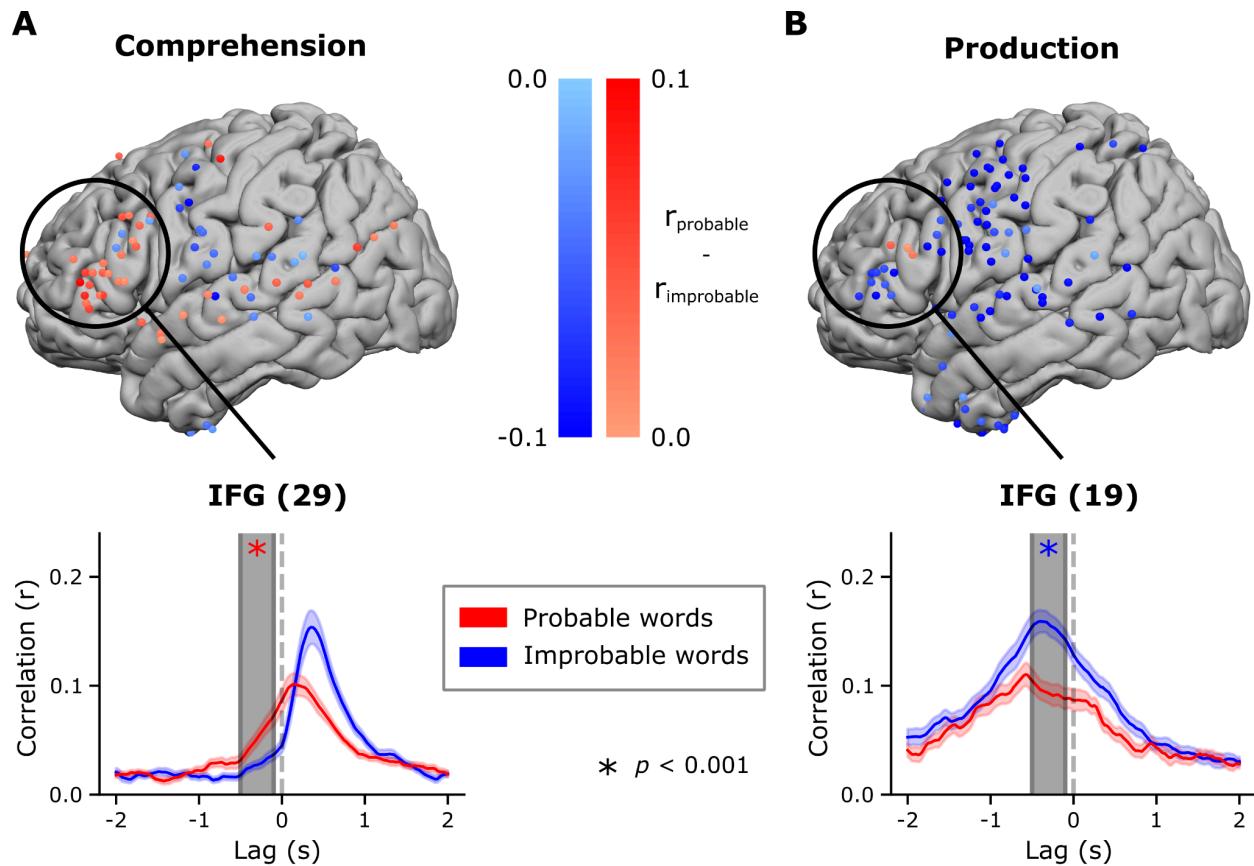 A
Comprehension
B
Production
0.0
0.1
r_probable
-
r_improbable
-0.1
0.0
IFG (29)
IFG (19)
*
*
0.2
0.1
0.0
Correlation (r)
-2
-1
0
1
2
Lag (s)
Probable words
Improbable words
* p < 0.001
0.2
0.1
0.0
Correlation (r)
-2
-1
0
1
2
Lag (s)